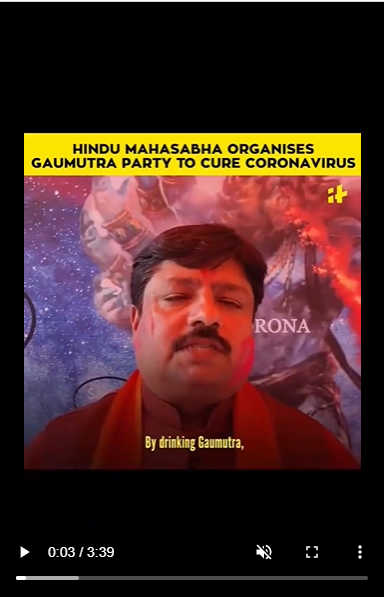 HINDU MAHASABHA ORGANISES
GAUMUTRA PARTY TO CURE CORONAVIRUS
RONA
By drinking Gaumutra,
0:03 / 3:39